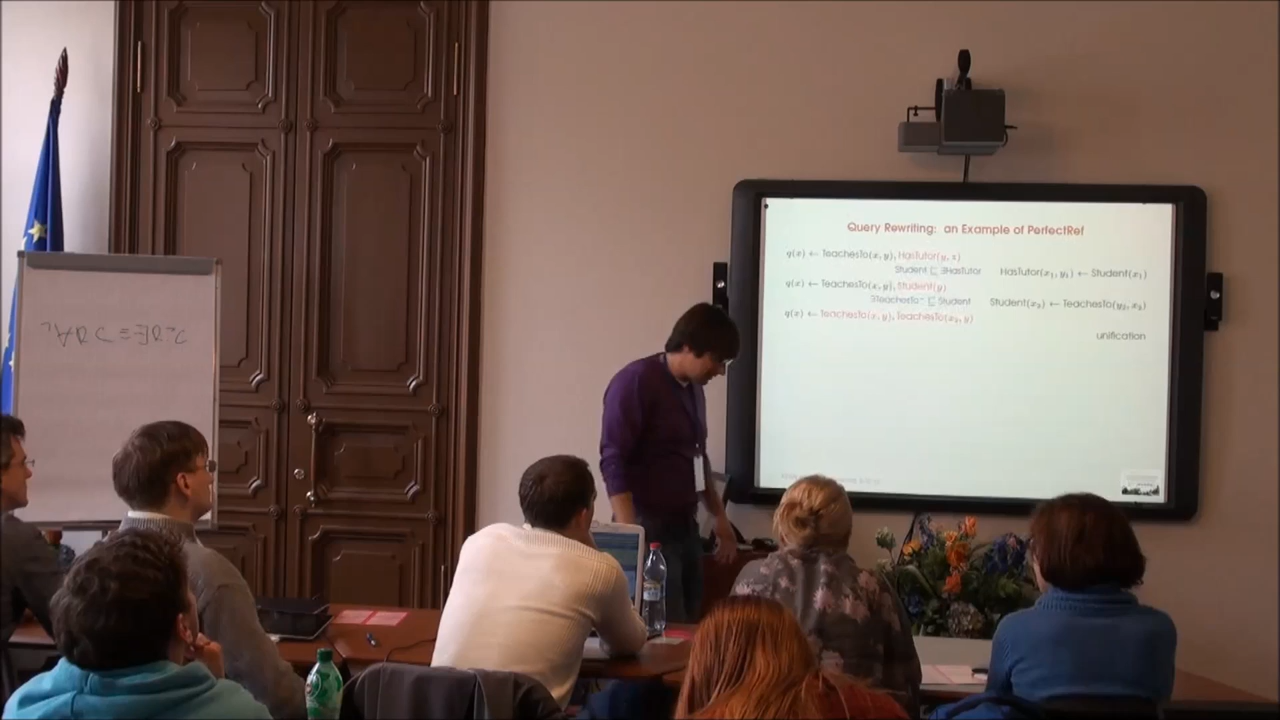 Query Rewriting: an Example of PerfectRef
q(x) ← TeachesTo(x, y), HasTutor(y, z)
Student ⊑ ∃HasTutor HasTutor(x₁, y₁) ← Student(x₁)
q(x) ← TeachesTo(x, y), Student(y)
∃TeachesTo⁻ ⊑ Student Student(x₂) ← TeachesTo(y₂, x₂)
q(x) ← TeachesTo(x, y), TeachesTo(x₂, y)
unification